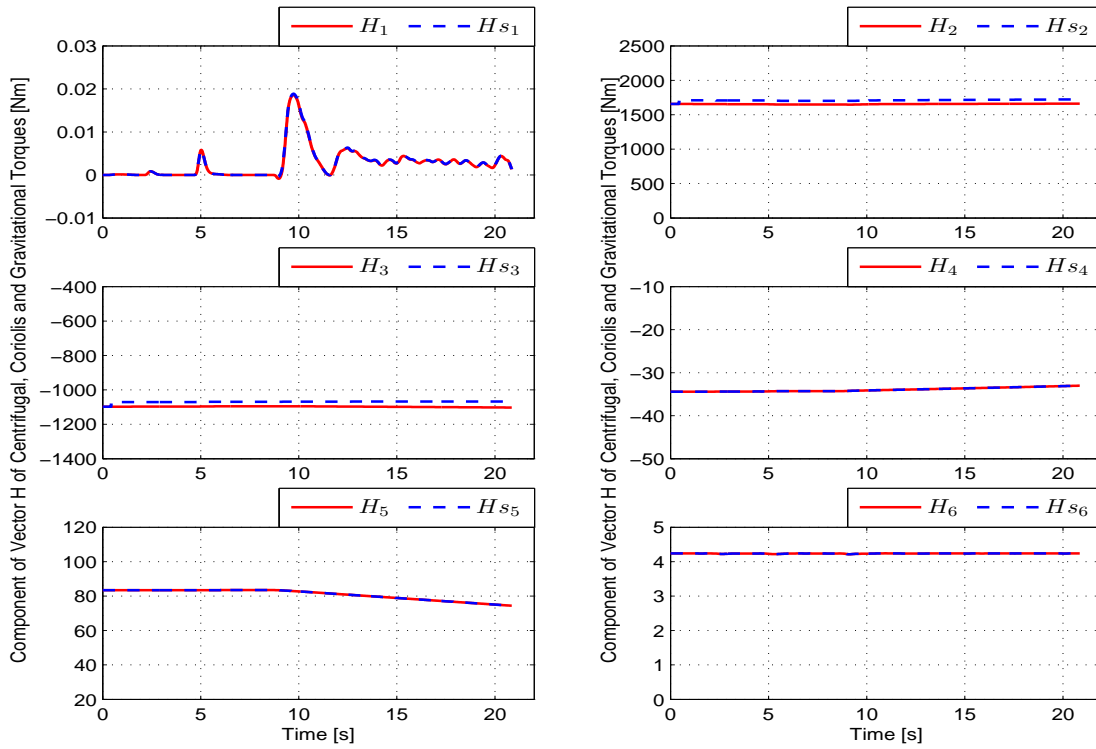 H1 Hs1
0.03
0.02
0.01
0
−0.01
0 5 10 15 20
H2 Hs2
2500
2000
1500
1000
500
0
0 5 10 15 20
H3 Hs3
−400
−600
−800
−1000
−1200
−1400
0 5 10 15 20
H4 Hs4
−10
−20
−30
−40
−50
0 5 10 15 20
H5 Hs5
120
100
80
60
40
20
0 5 10 15 20
Time [s]
H6 Hs6
5
4
3
2
1
0
0 5 10 15 20
Time [s]
Component of Vector H of Centrifugal, Coriolis and Gravitational Torques [Nm]
Component of Vector H of Centrifugal, Coriolis and Gravitational Torques [Nm]